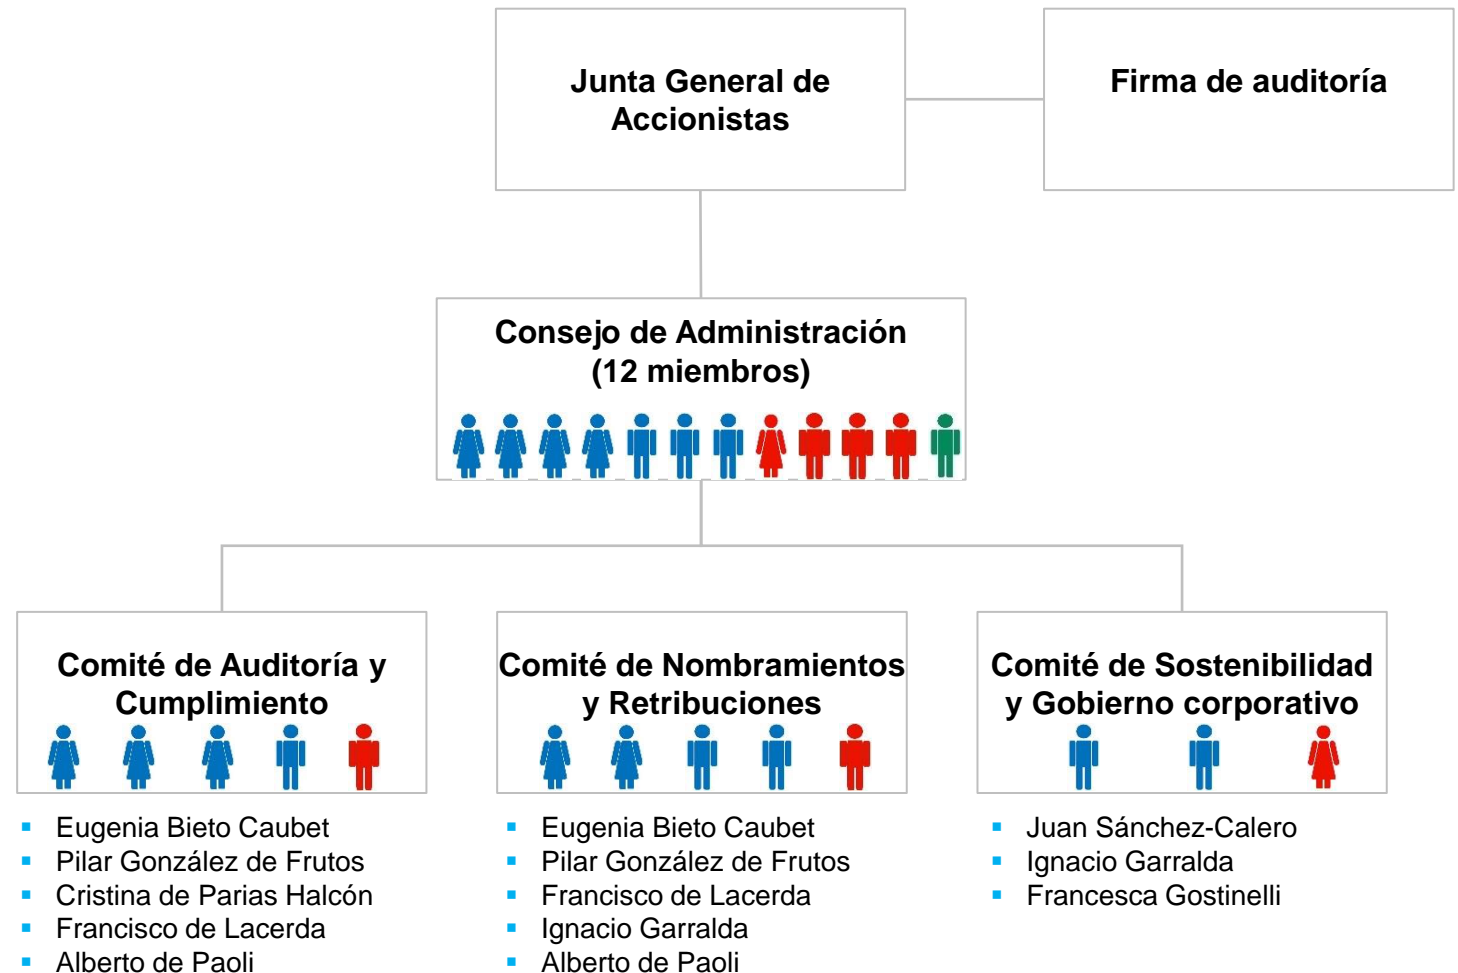 Junta General de
Accionistas
Firma de auditoría
Consejo de Administración
(12 miembros)
Comité de Auditoría y
Cumplimiento
Comité de Nombramientos
y Retribuciones
Comité de Sostenibilidad
y Gobierno corporativo
Eugenia Bieto Caubet
Pilar González de Frutos
Cristina de Parias Halcón
Francisco de Lacerda
Alberto de Paoli
Eugenia Bieto Caubet
Pilar González de Frutos
Francisco de Lacerda
Ignacio Garralda
Alberto de Paoli
Juan Sánchez-Calero
Ignacio Garralda
Francesca Gostinelli